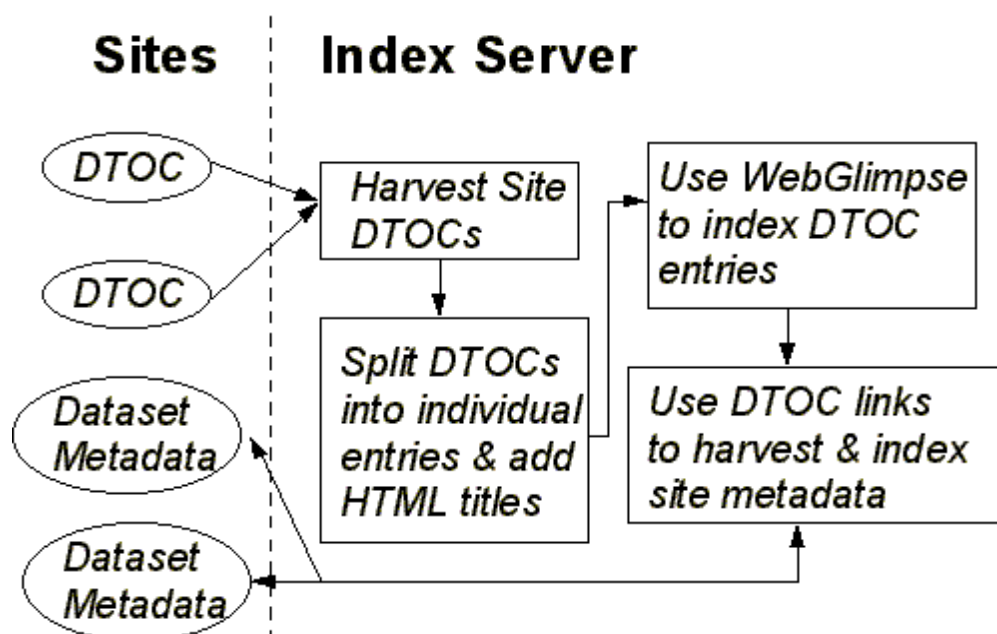 Sites
Index Server
DTOC
DTOC
Dataset
Metadata
Dataset
Metadata
Harvest Site
DTOCs
Split DTOCs
into individual
entries & add
HTML titles
Use WebGlimpse
to index DTOC
entries
Use DTOC links
to harvest & index
site metadata